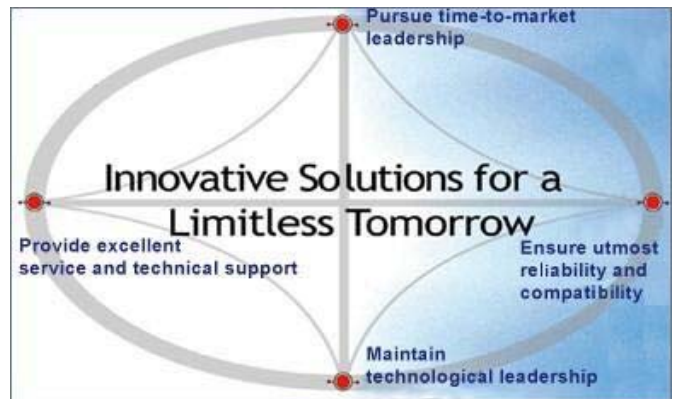 Pursue time-to-market
leadership
Innovative Solutions for a
Limitless Tomorrow
Provide excellent
service and technical support
Ensure utmost
reliability and
compatibility
Maintain
technological leadership